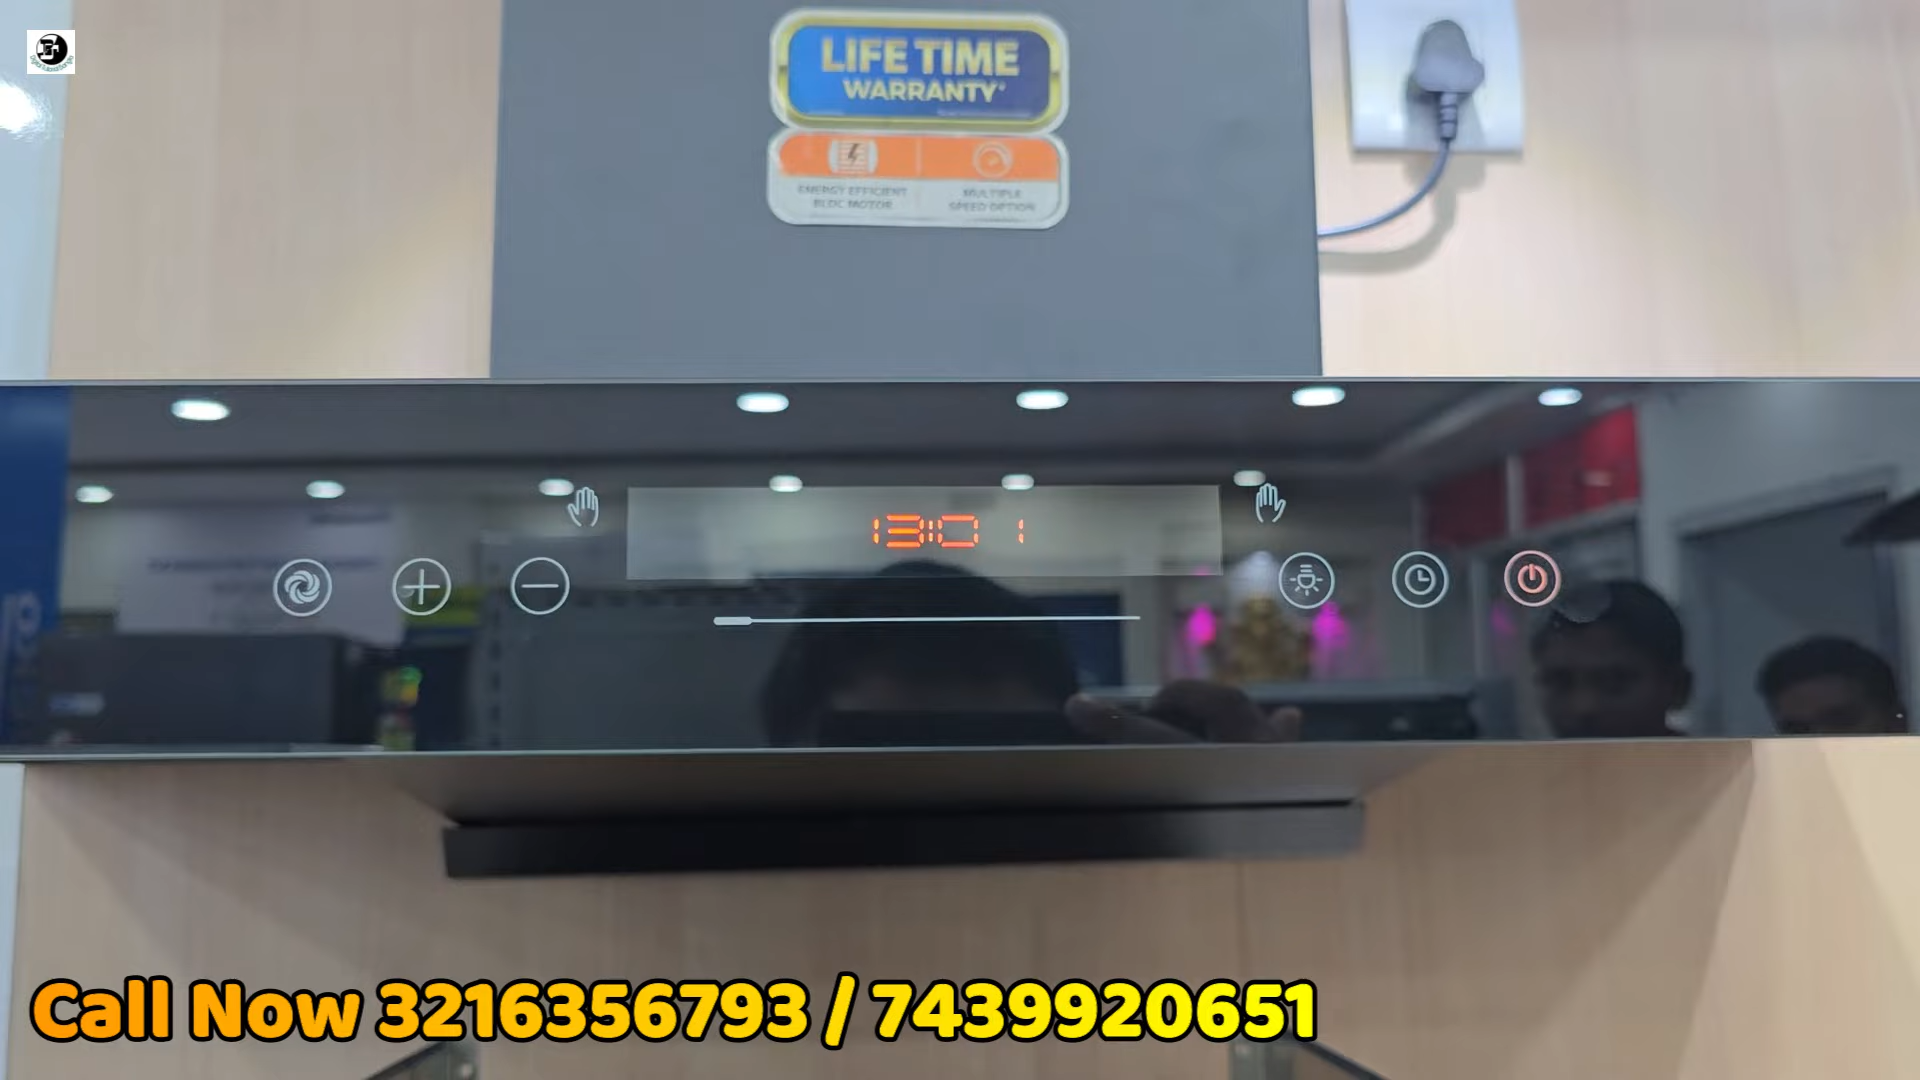 LIFE TIME
WARRANTY*
ENERGY EFFICIENT
BLDC MOTOR
MULTIPLE
SPEED OPTION
13:01
Call Now 3216356793 / 7439920651